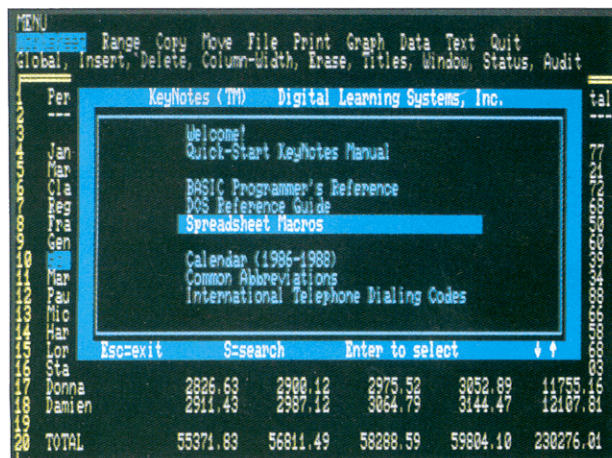 MENU
Worksheet Range Copy Move File Print Graph Data Text Quit
Global, Insert, Delete, Column-Width, Erase, Titles, Window, Status, Audit
1 Per KeyNotes (TM) Digital Learning Systems, Inc. tal
2 --- ---
3 Welcome!
4 Jan Quick-Start KeyNotes Manual 77
5 Mar 21
6 Cla BASIC Programmer's Reference 72
7 Reg DOS Reference Guide 68
8 Fra Spreadsheet Macros 50
9 Gen 60
10 Calendar (1986-1988) 39
11 Mar Common Abbreviations 34
12 Pau International Telephone Dialing Codes 88
13 Mic 66
14 Har 58
15 Lor Esc=exit S=search Enter to select ↓ ↑ 68
16 Sta 03
17 Donna 2826.63 2900.12 2975.52 3052.89 11755.16
18 Damien 2911.43 2987.12 3064.79 3144.47 12107.81
19
20 TOTAL 55371.83 56811.49 58288.59 59804.10 230276.01